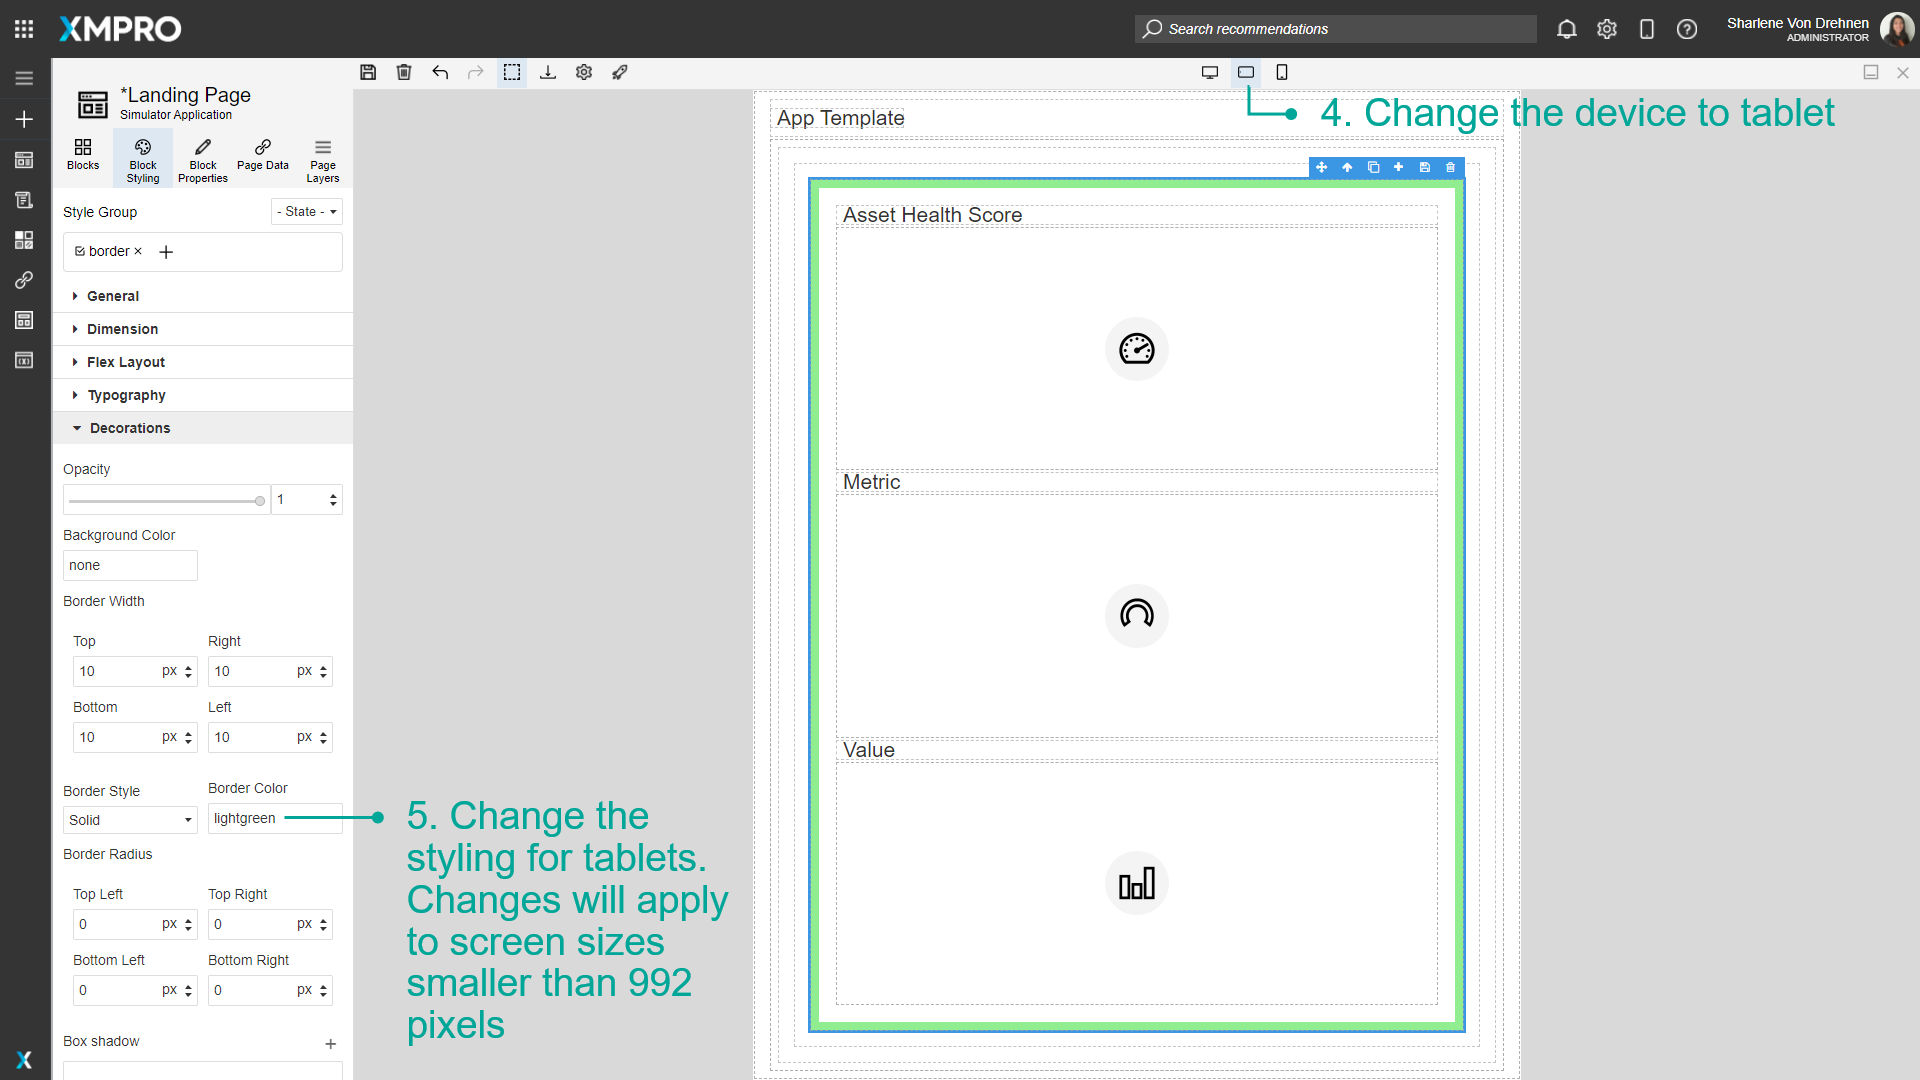 XMPRO
Search recommendations
Sharlene Von Drehnen
ADMINISTRATOR
*Landing Page
Simulator Application
Blocks
Block Styling
Block Properties
Page Data
Page Layers
Style Group
- State -
border ×
General
Dimension
Flex Layout
Typography
Decorations
Opacity
1
Background Color
none
Border Width
Top
Right
10 px
10 px
Bottom
Left
10 px
10 px
Border Style
Border Color
Solid
lightgreen
Border Radius
Top Left
Top Right
0 px
0 px
Bottom Left
Bottom Right
0 px
0 px
Box shadow
App Template
4. Change the device to tablet
Asset Health Score
Metric
Value
5. Change the
styling for tablets.
Changes will apply
to screen sizes
smaller than 992
pixels